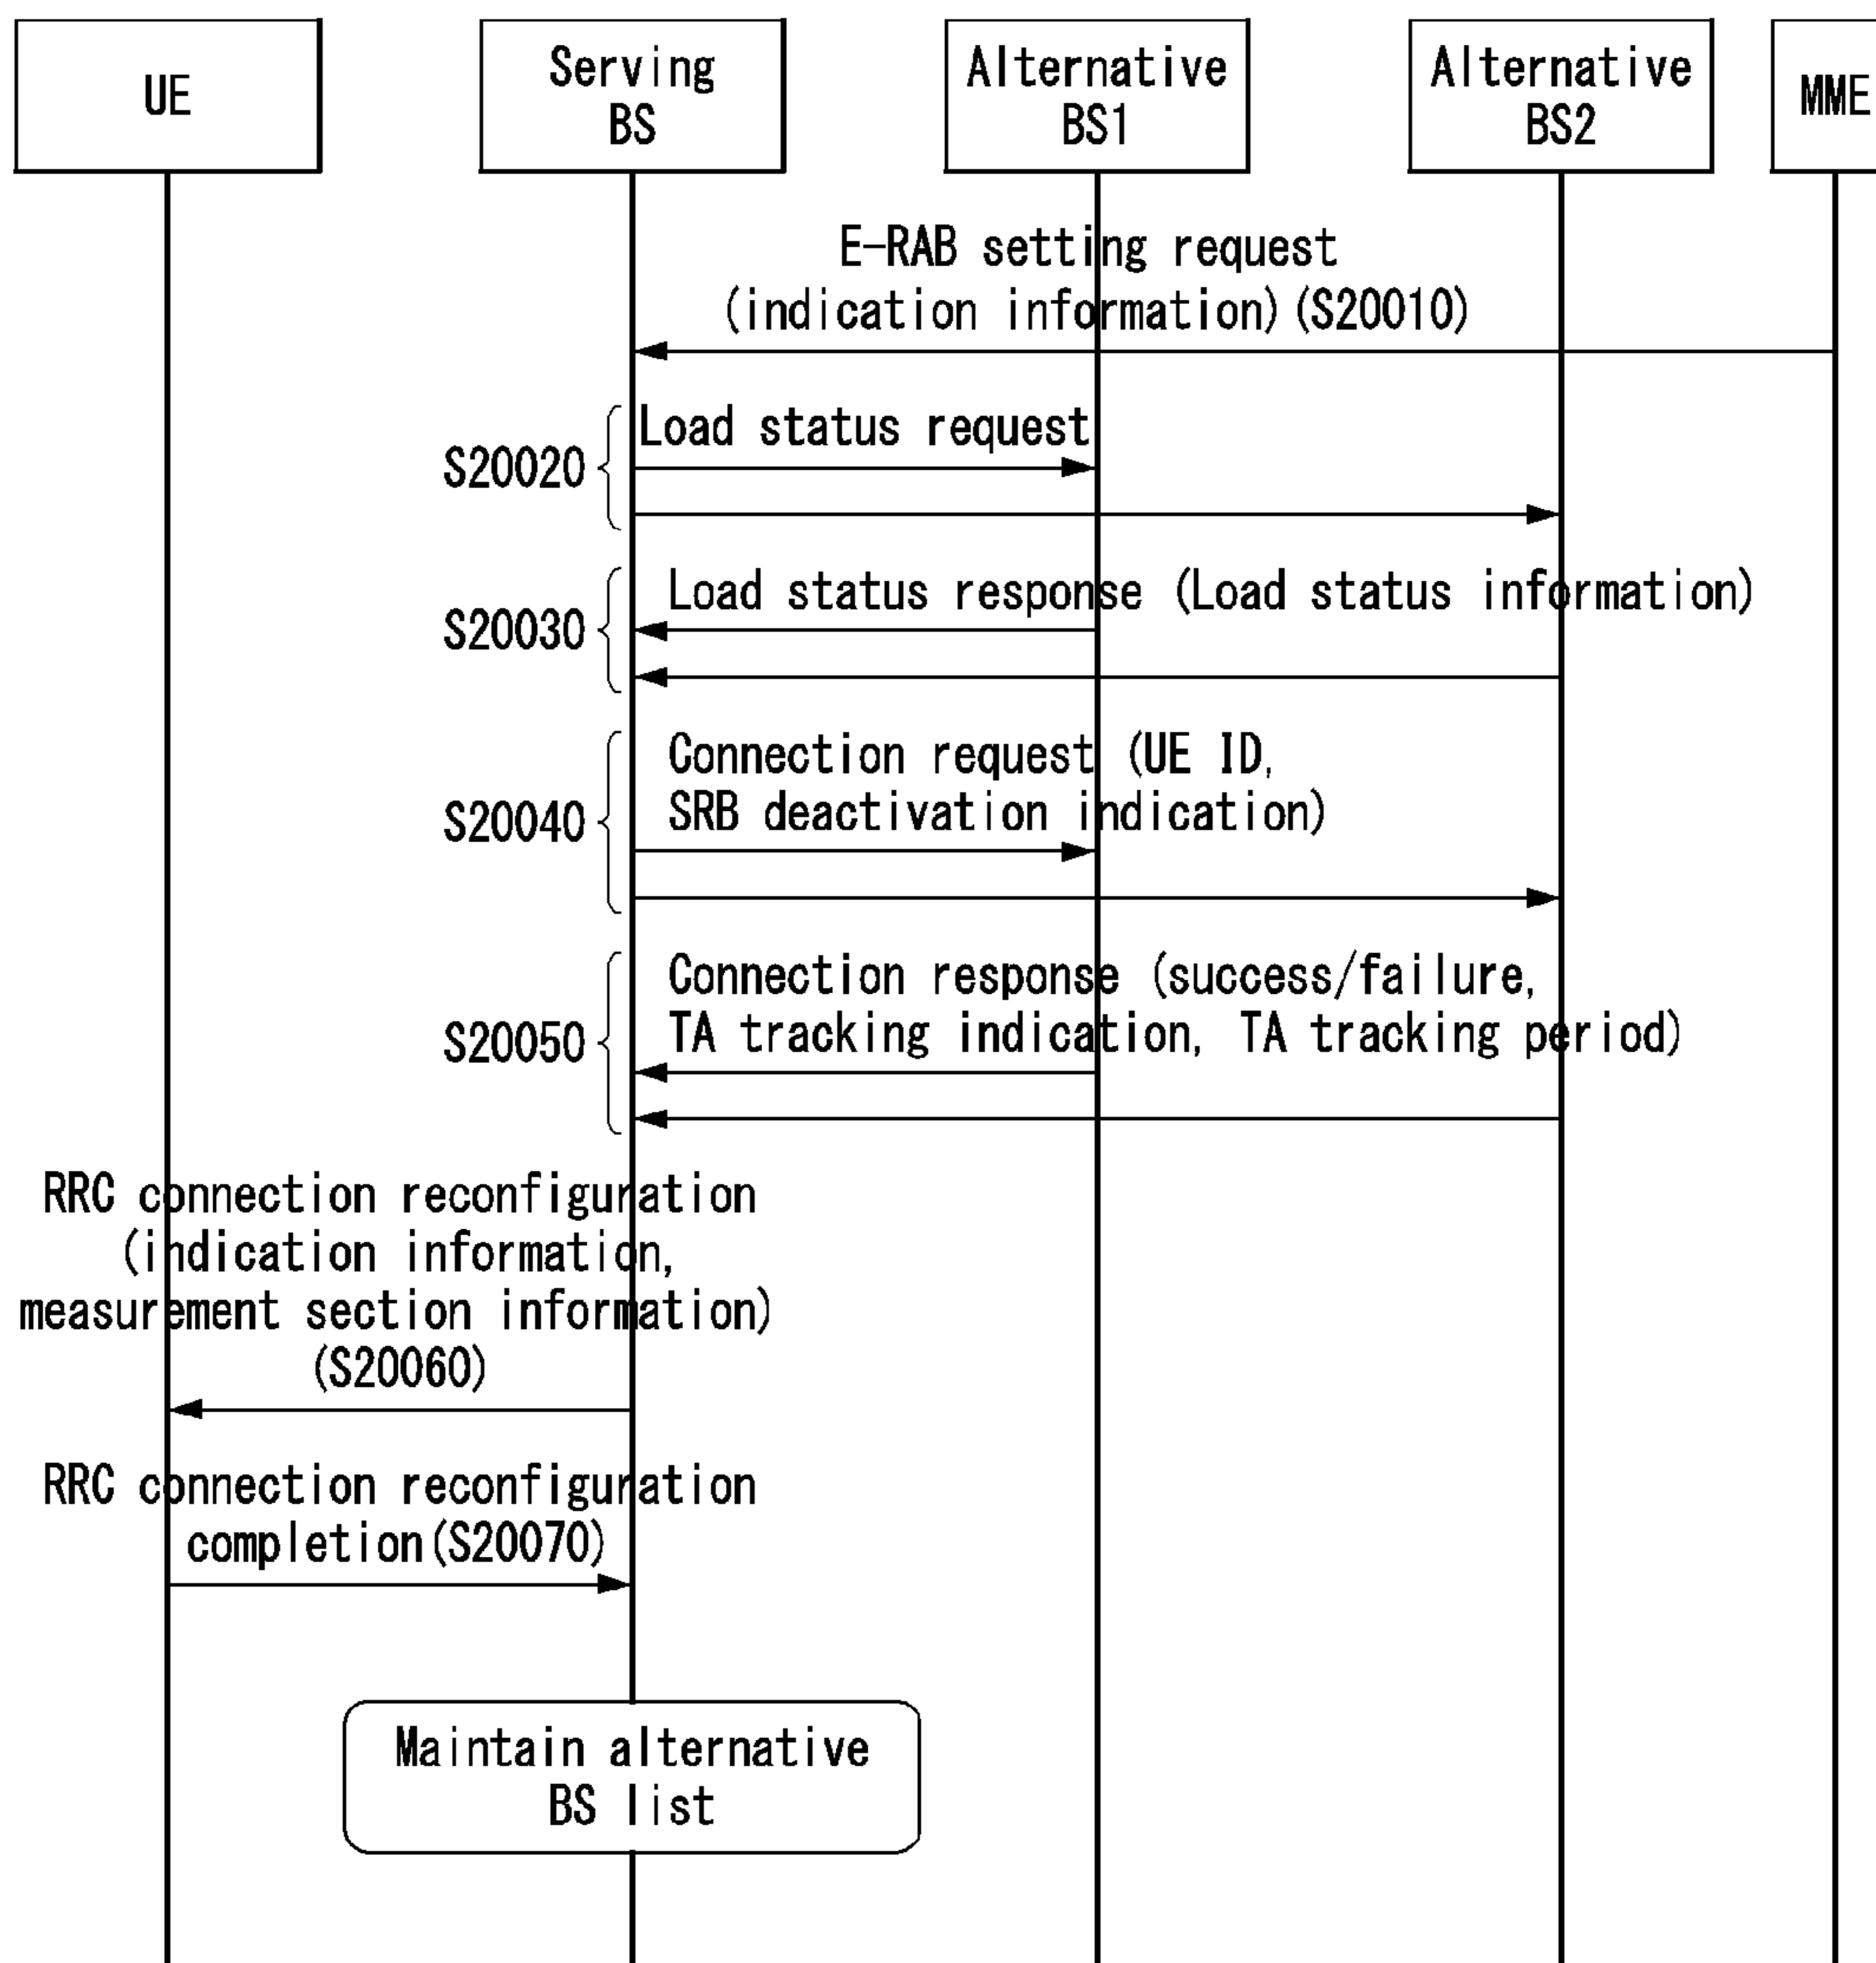 UE
Serving
BS
Alternative
BS1
Alternative
BS2
MME
E-RAB setting request
(indication information)(S20010)
Load status request
S20020
Load status response (Load status information)
S20030
Connection request (UE ID,
SRB deactivation indication)
S20040
Connection response (success/failure,
TA tracking indication, TA tracking period)
S20050
RRC connection reconfiguration
(indication information,
measurement section information)
(S20060)
RRC connection reconfiguration
completion(S20070)
Maintain alternative
BS list